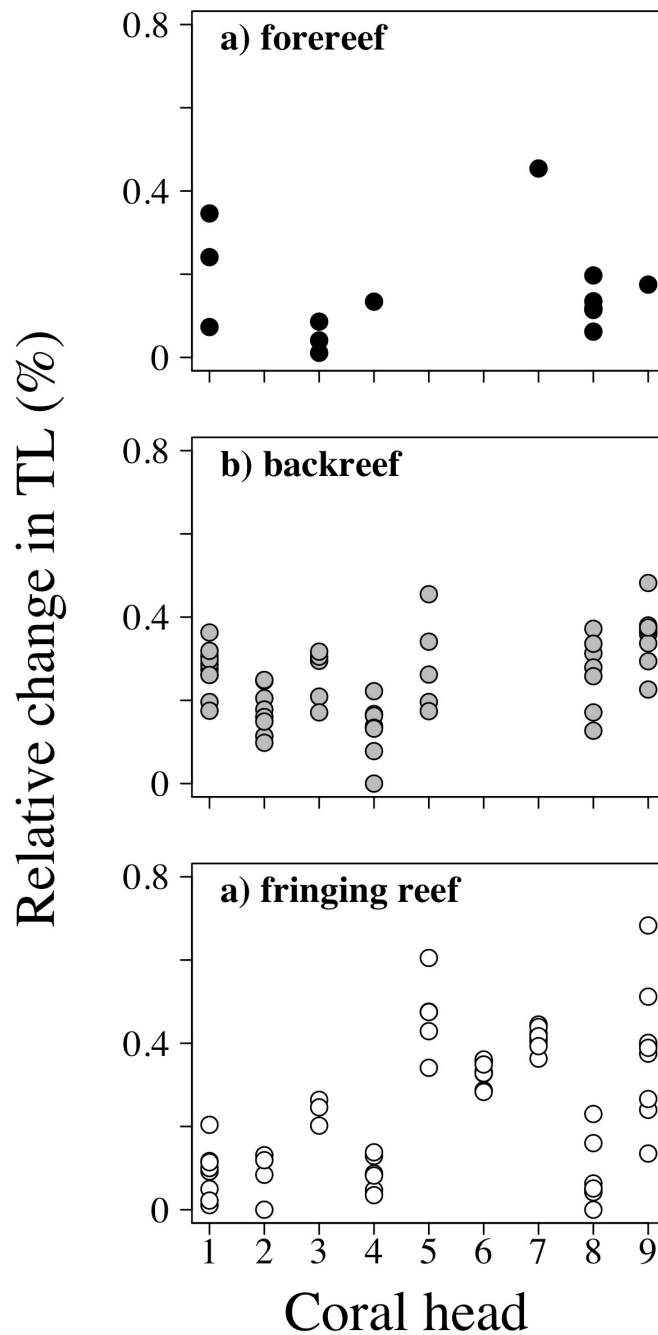 Relative change in TL (%)
0.8
a) forereef
0.4
0
0.8
b) backreef
0.4
0
0.8
a) fringing reef
0.4
0
1 2 3 4 5 6 7 8 9
Coral head